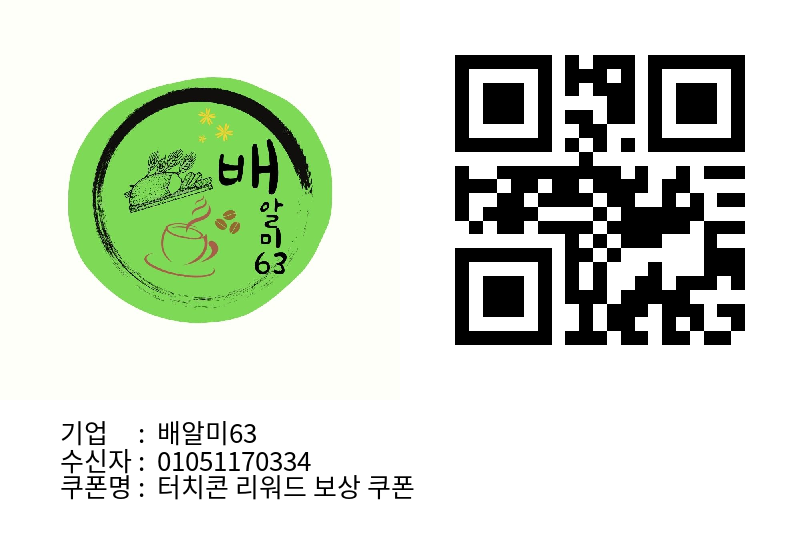 배
알
미
63
기업 : 배알미63
수신자 : 01051170334
쿠폰명 : 터치콘 리워드 보상 쿠폰